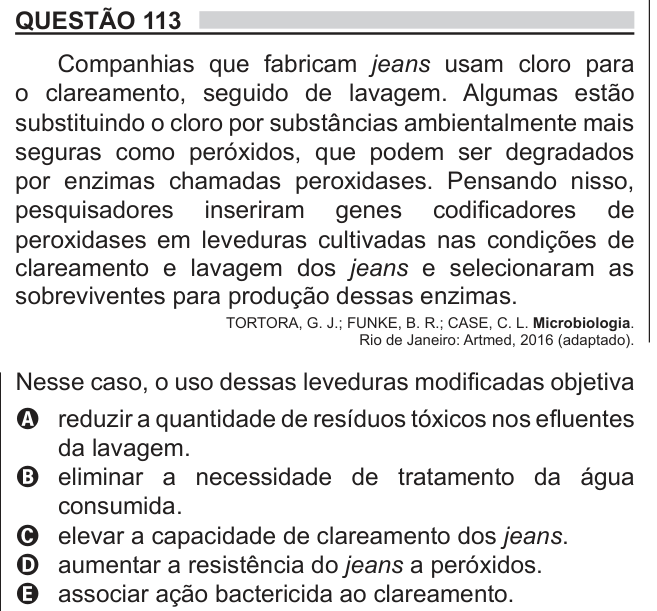 QUESTÃO 113
Companhias que fabricam jeans usam cloro para
o clareamento, seguido de lavagem. Algumas estão
substituindo o cloro por substâncias ambientalmente mais
seguras como peróxidos, que podem ser degradados
por enzimas chamadas peroxidases. Pensando nisso,
pesquisadores inseriram genes codificadores de
peroxidases em leveduras cultivadas nas condições de
clareamento e lavagem dos jeans e selecionaram as
sobreviventes para produção dessas enzimas.
TORTORA, G. J.; FUNKE, B. R.; CASE, C. L. Microbiologia.
Rio de Janeiro: Artmed, 2016 (adaptado).
Nesse caso, o uso dessas leveduras modificadas objetiva
A reduzir a quantidade de resíduos tóxicos nos efluentes
da lavagem.
B eliminar a necessidade de tratamento da água
consumida.
C elevar a capacidade de clareamento dos jeans.
D aumentar a resistência do jeans a peróxidos.
E associar ação bactericida ao clareamento.